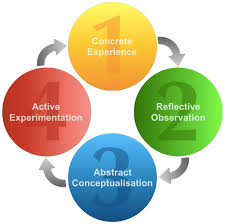 1
Concrete
Experience
2
Reflective
Observation
3
Abstract
Conceptualisation
4
Active
Experimentation